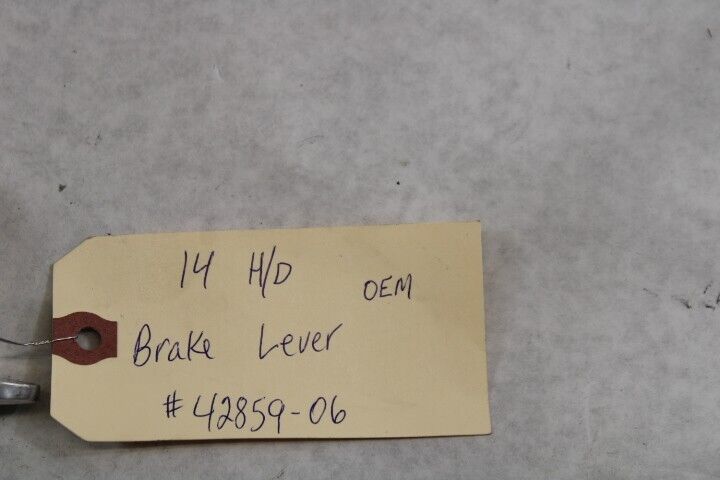 14 H/D OEM
Brake Lever
#42859-06